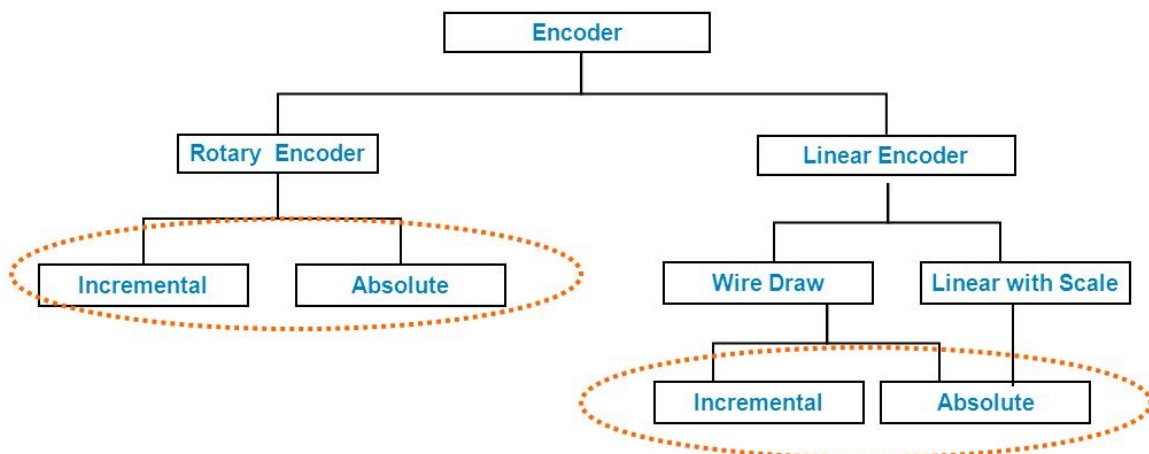 Encoder
Rotary  Encoder
Linear Encoder
Incremental
Absolute
Wire Draw
Linear with Scale
Incremental
Absolute